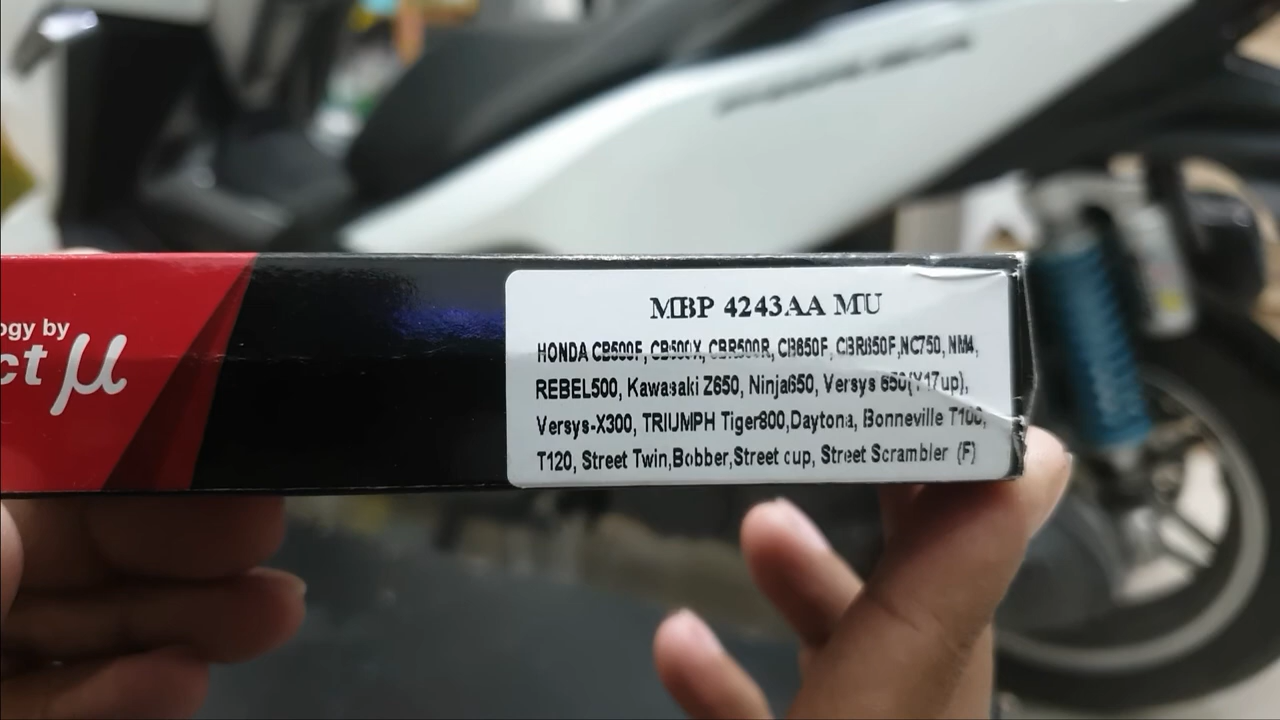 ogy by
ct μ
MBP 4243AA MU
HONDA CB500F, CB500X, CBR500R, CB650F, CBR650F,NC750, NM4,
REBEL500, Kawasaki Z650, Ninja650, Versys 650(Y17up),
Versys-X300, TRIUMPH Tiger800,Daytona, Bonneville T100,
T120, Street Twin,Bobber,Street cup, Street Scrambler (F)